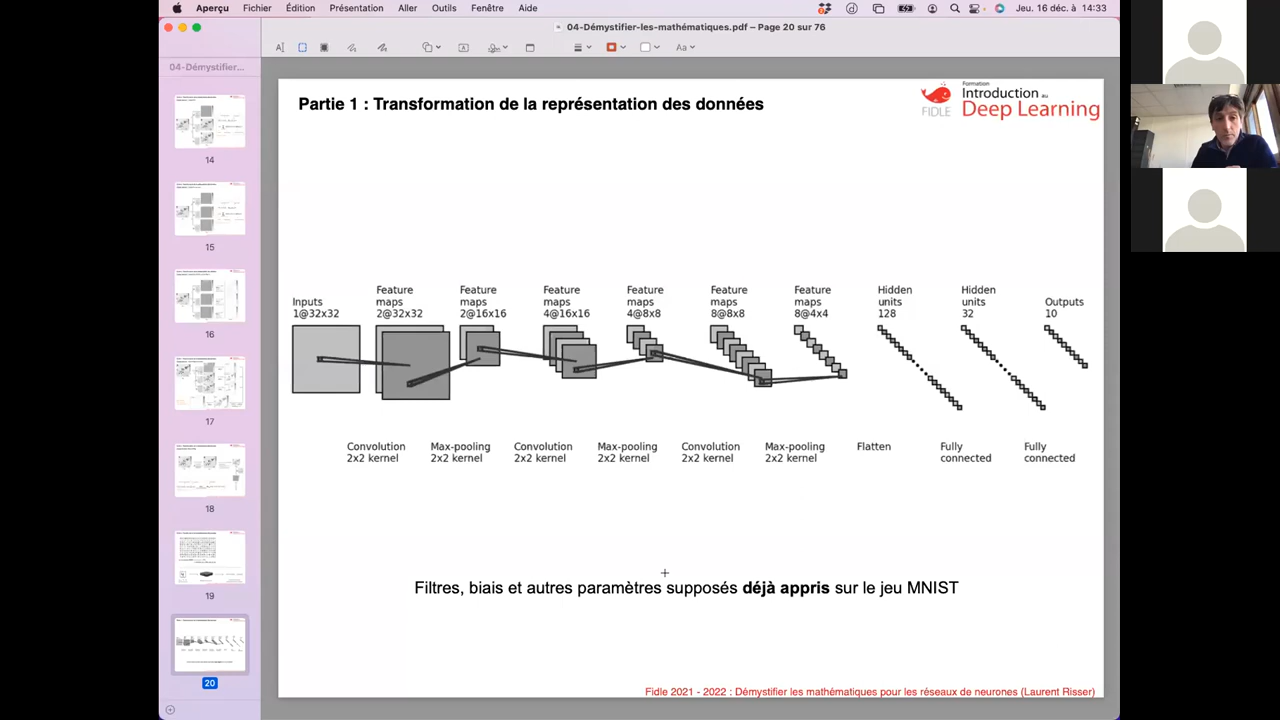 Aperçu Fichier Édition Présentation Aller Outils Fenêtre Aide Jeu. 16 déc. à 14:33
04-Démystifier-les-mathématiques.pdf – Page 20 sur 76
04-Démystifier...
14
15
16
17
18
19
20
Partie 1 : Transformation de la représentation des données
Formation
Introduction au
Deep Learning
FIDLE
Inputs
1@32x32
Feature
maps
2@32x32
Feature
maps
2@16x16
Feature
maps
4@16x16
Feature
maps
4@8x8
Feature
maps
8@8x8
Feature
maps
8@4x4
Hidden
units
128
Hidden
units
32
Outputs
10
Convolution
2x2 kernel
Max-pooling
2x2 kernel
Convolution
2x2 kernel
Max-pooling
2x2 kernel
Convolution
2x2 kernel
Max-pooling
2x2 kernel
Flatten
Fully
connected
Fully
connected
Filtres, biais et autres paramètres supposés déjà appris sur le jeu MNIST
Fidle 2021 - 2022 : Démystifier les mathématiques pour les réseaux de neurones (Laurent Risser)